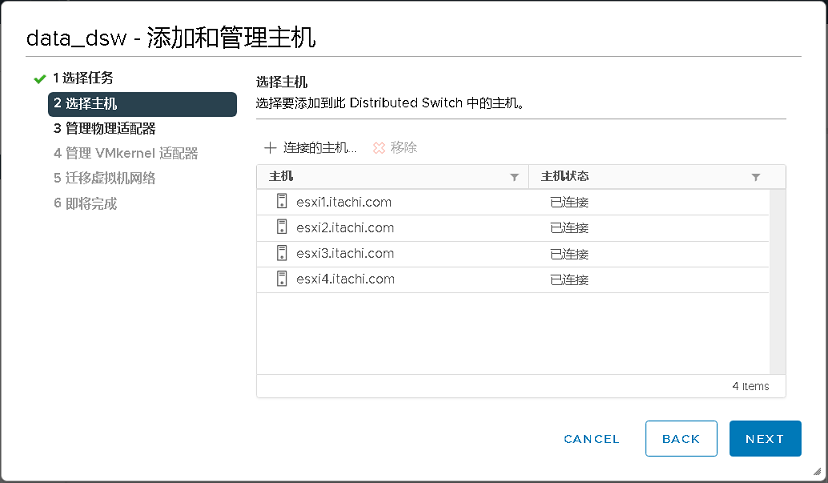 data_dsw - 添加和管理主机
1 选择任务
2 选择主机
3 管理物理适配器
4 管理 VMkernel 适配器
5 迁移虚拟机网络
6 即将完成
选择主机
选择要添加到此 Distributed Switch 中的主机。
连接的主机... 移除
主机 主机状态
esxi1.itachi.com 已连接
esxi2.itachi.com 已连接
esxi3.itachi.com 已连接
esxi4.itachi.com 已连接
4 items
CANCEL BACK NEXT